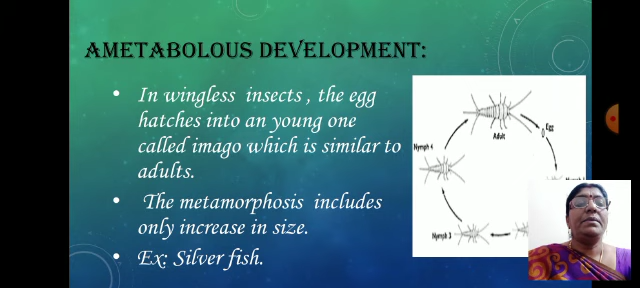 AMETABOLOUS DEVELOPMENT:
• In wingless insects , the egg
hatches into an young one
called imago which is similar to
adults.
• The metamorphosis includes
only increase in size.
• Ex: Silver fish.
Adult
Egg
Nymph 4
Nymph 3